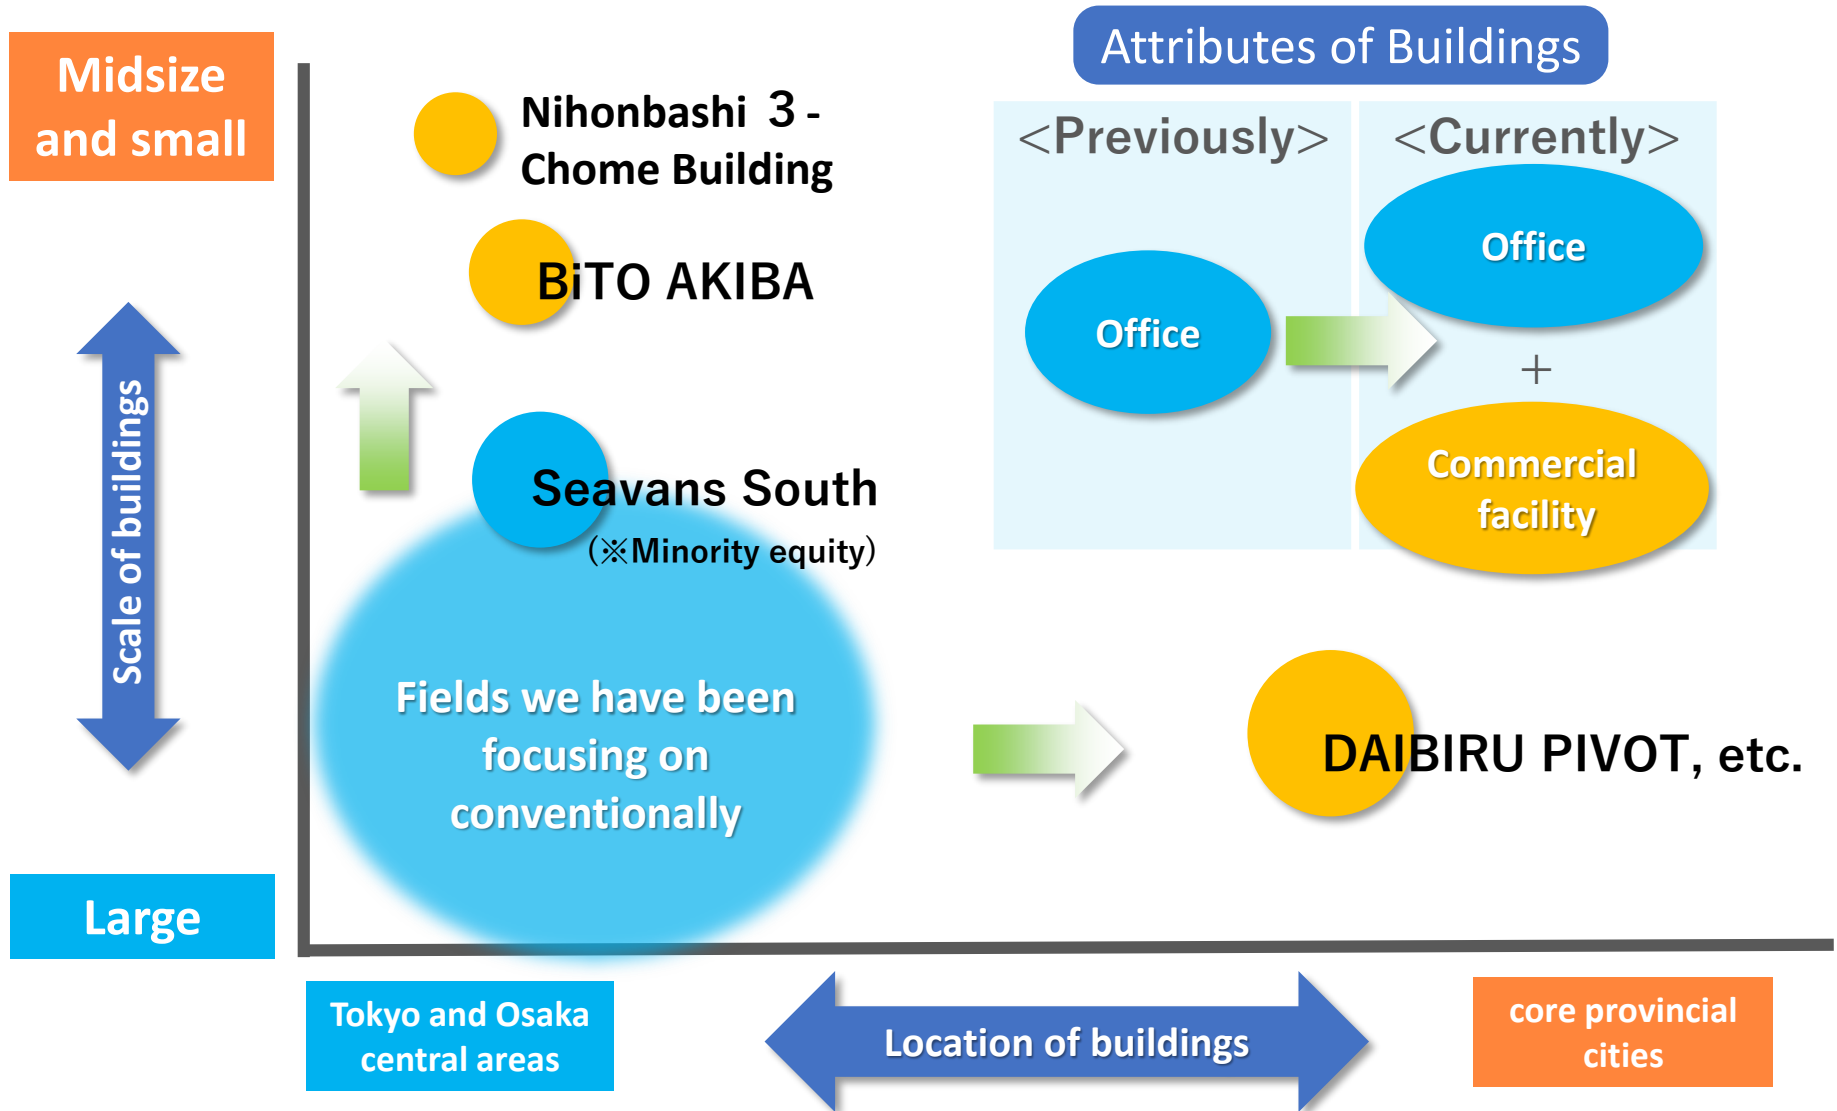 Midsize
and small
Scale of buildings
Large
Nihonbashi ３-
Chome Building
BiTO AKIBA
Seavans South
(※Minority equity)
Fields we have been
focusing on
conventionally
Attributes of Buildings
<Previously>
Office
<Currently>
Office
+
Commercial
facility
DAIBIRU PIVOT, etc.
Tokyo and Osaka
central areas
Location of buildings
core provincial
cities